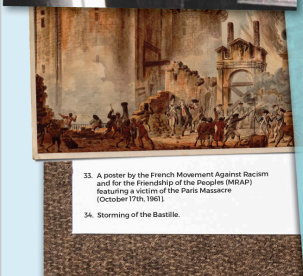 33. A poster by the French Movement Against Racism
and for the Friendship of the Peoples (MRAP)
featuring a victim of the Paris Massacre
(October 17th, 1961).
34. Storming of the Bastille.